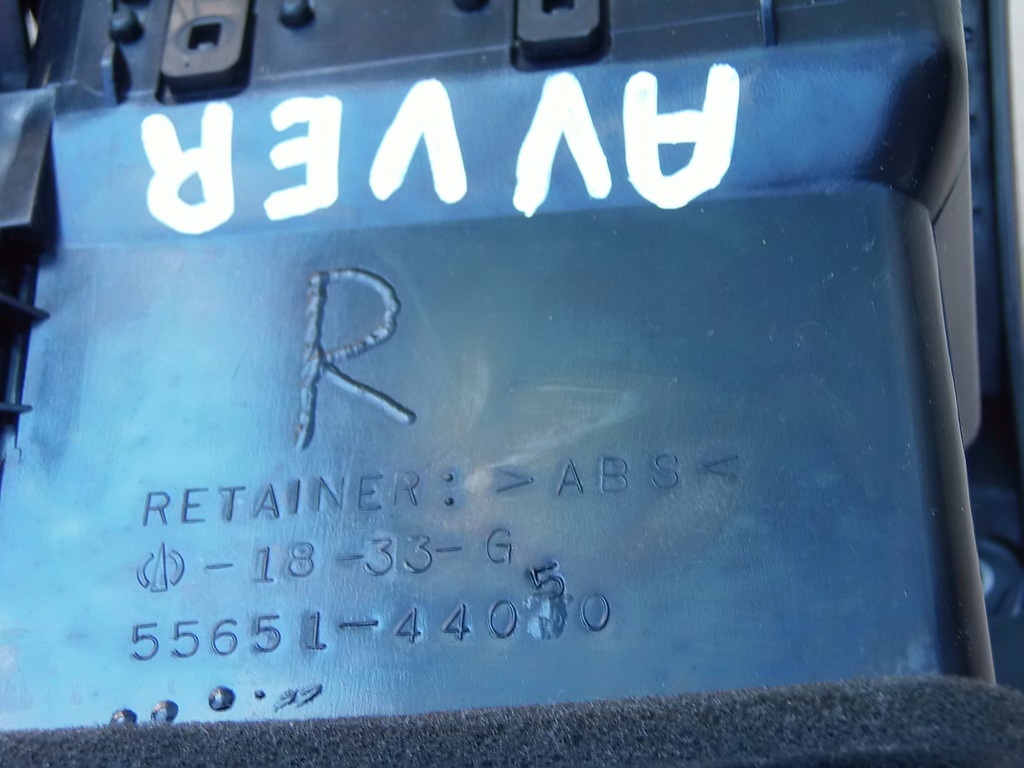 AVVER
R
RETAINER: >ABS<
-18-33-G
55651-44050